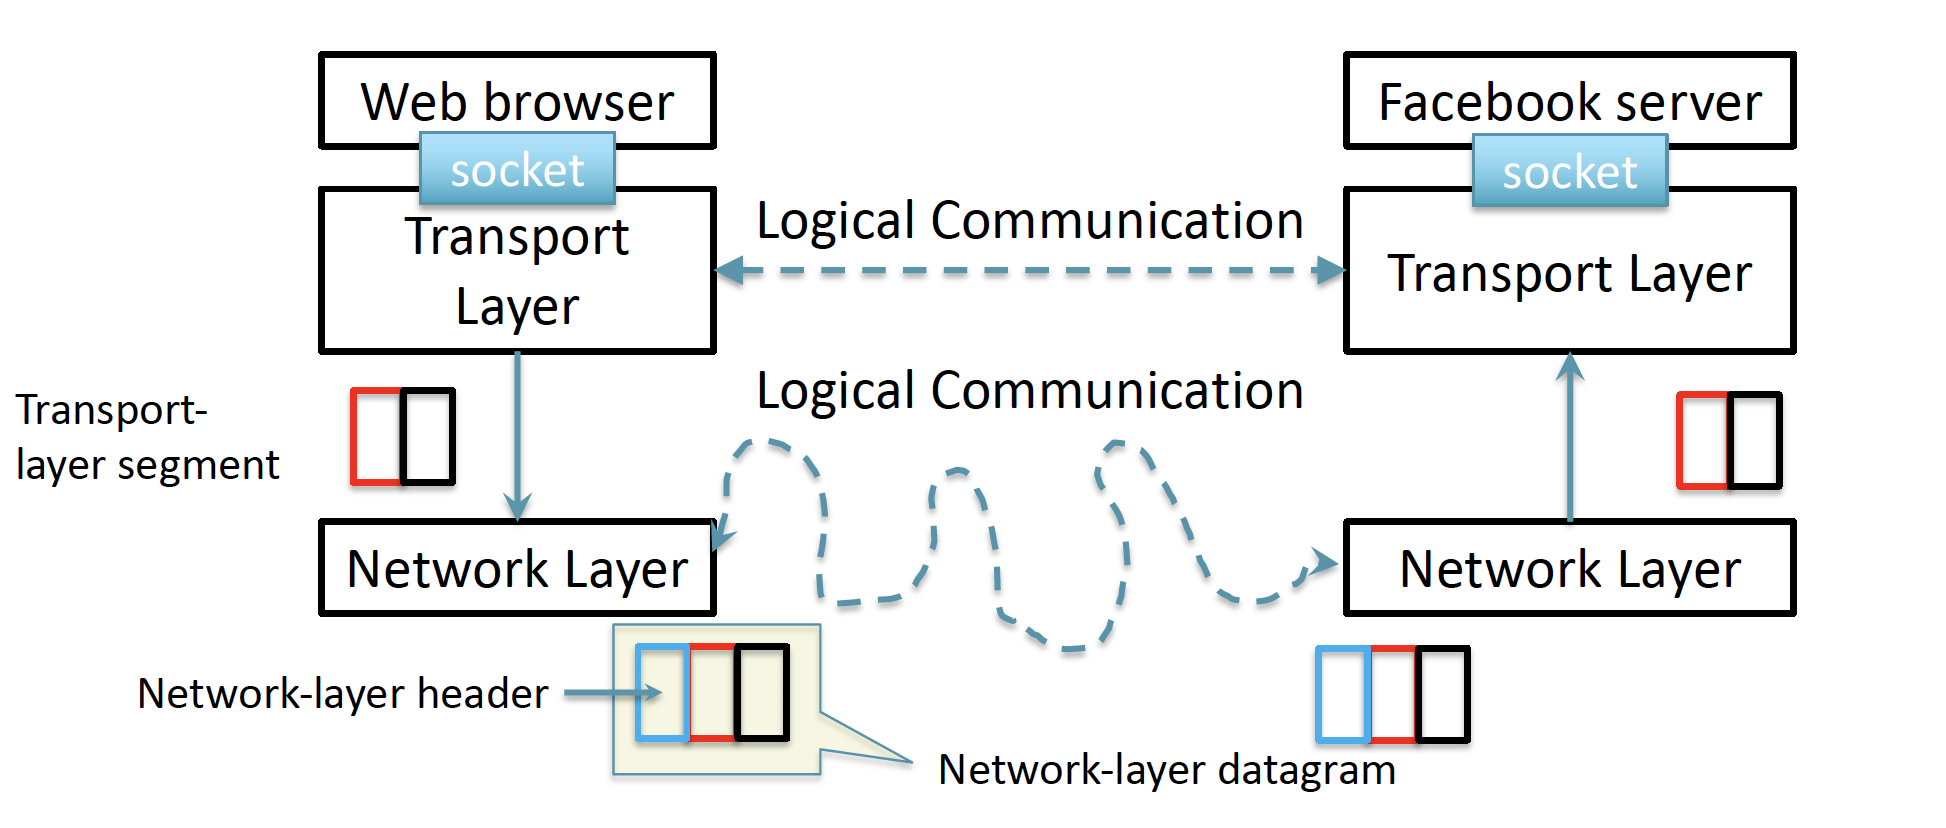 Web browser
Facebook server
socket
socket
Logical Communication
Transport
Layer
Transport Layer
Logical Communication
Transport-
layer segment
Network Layer
Network Layer
Network-layer header
Network-layer datagram